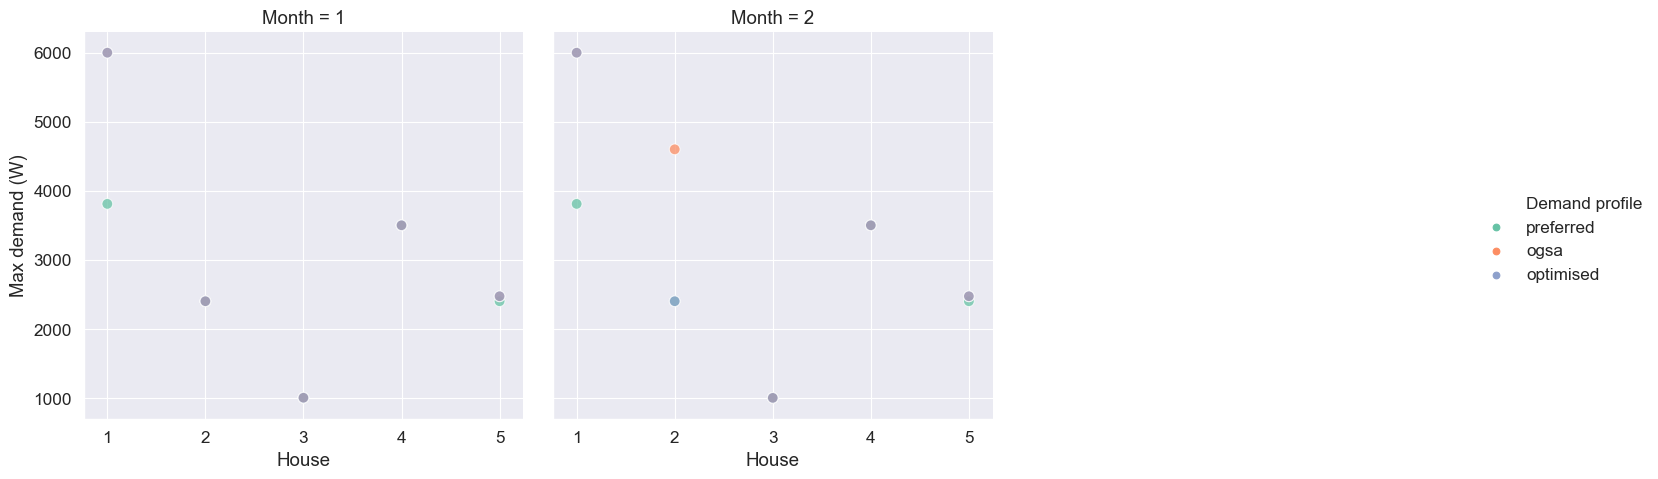 Month = 1
Month = 2
6000
5000
4000
3000
2000
1000
Max demand (W)
1 2 3 4 5
House
1 2 3 4 5
House
Demand profile
preferred
ogsa
optimised